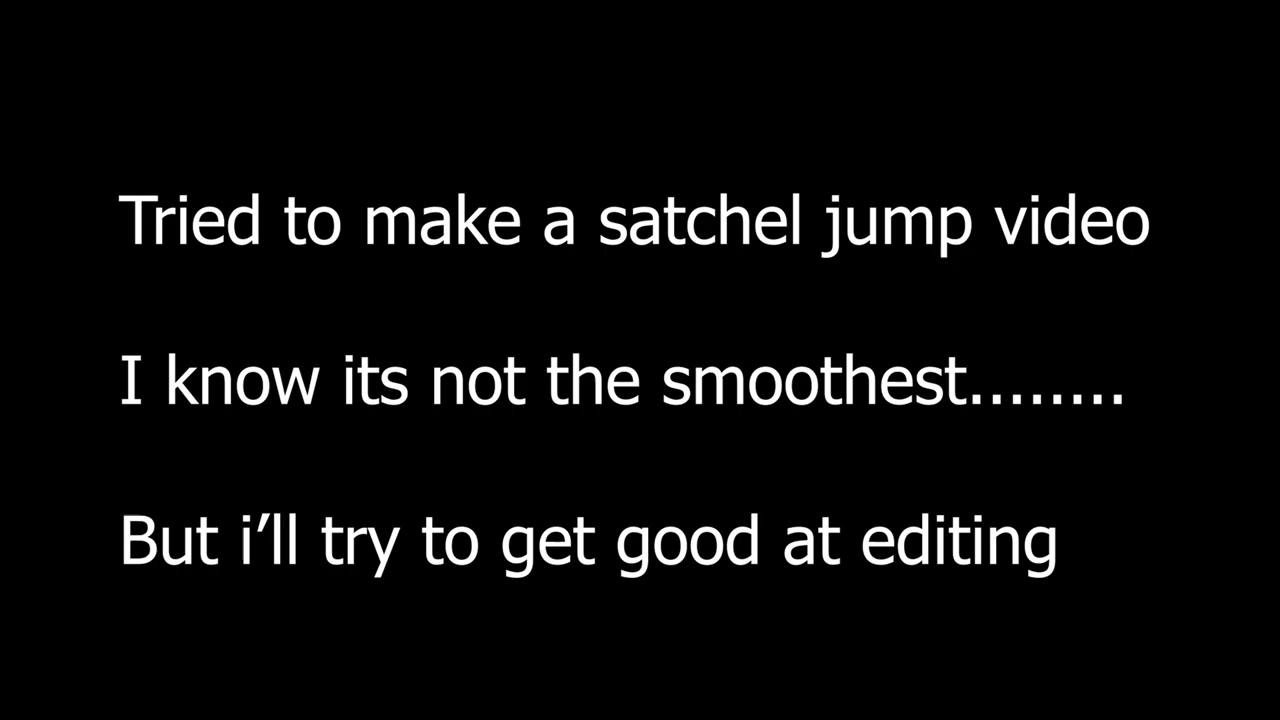 Tried to make a satchel jump video
I know its not the smoothest........
But i’ll try to get good at editing